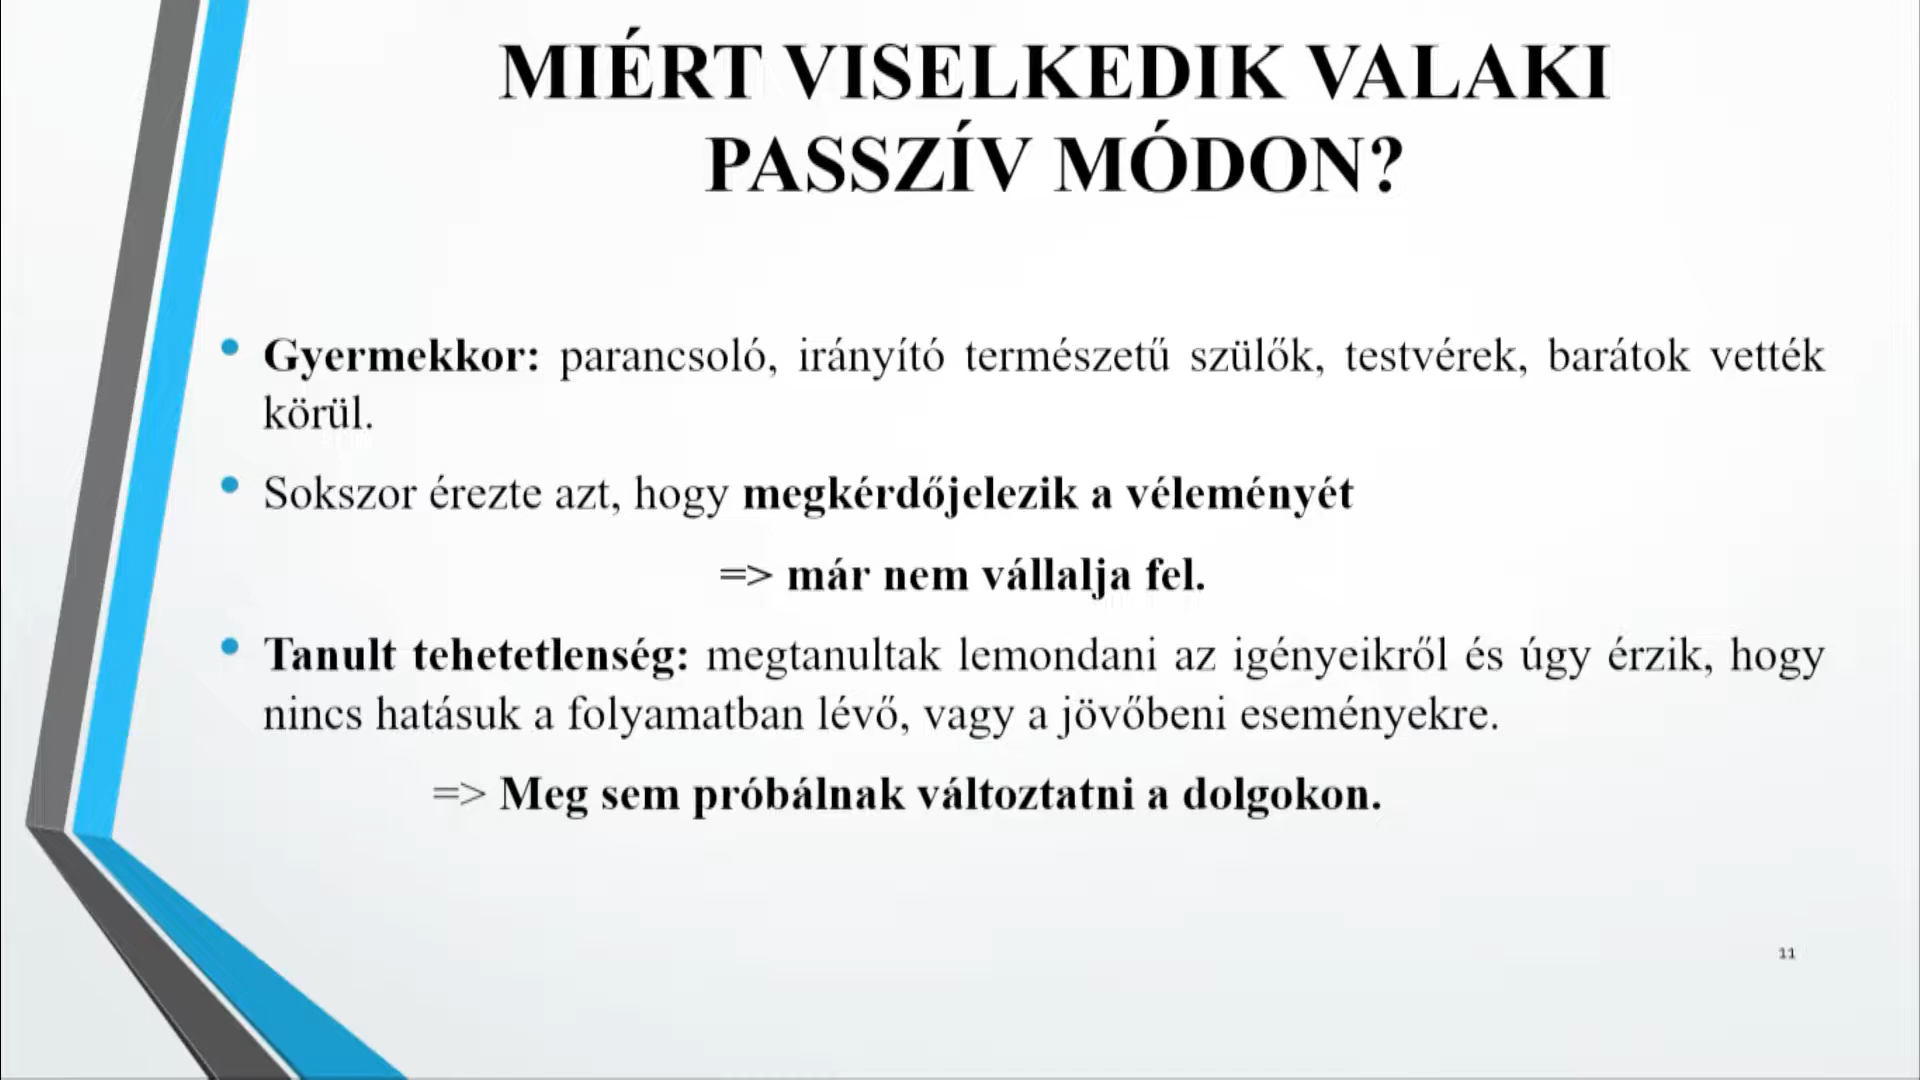 MIÉRT VISELKEDIK VALAKI
PASSZÍV MÓDON?
• Gyermekkor: parancsoló, irányító természetű szülők, testvérek, barátok vették
körül.
• Sokszor érezte azt, hogy megkérdőjelezik a véleményét
=> már nem vállalja fel.
• Tanult tehetetlenség: megtanultak lemondani az igényeikről és úgy érzik, hogy
nincs hatásuk a folyamatban lévő, vagy a jövőbeni eseményekre.
=> Meg sem próbálnak változtatni a dolgokon.
11